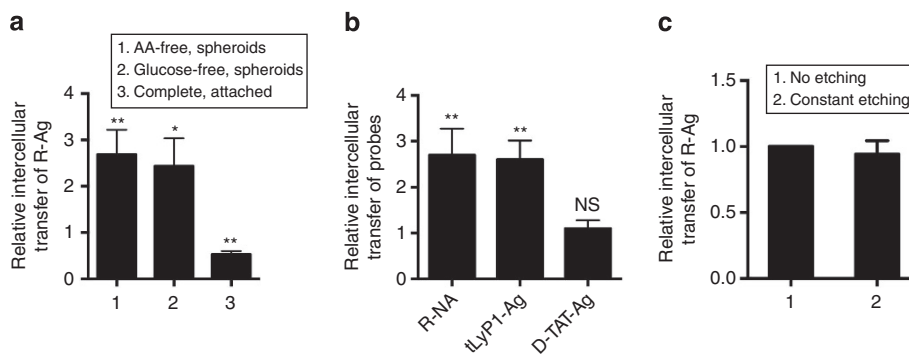 a
1. AA-free, spheroids
2. Glucose-free, spheroids
3. Complete, attached
Relative intercellular
transfer of R-Ag
4
3
2
1
0
**
*
**
1
2
3
b
Relative intercellular
transfer of probes
4
3
2
1
0
**
**
NS
R-NA
tLyP1-Ag
D-TAT-Ag
c
1. No etching
2. Constant etching
Relative intercellular
transfer of R-Ag
1.5
1.0
0.5
0.0
1
2